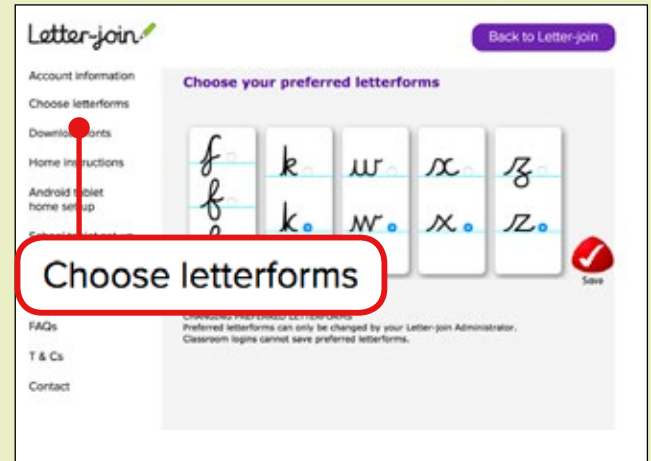 Letter-join
Back to Letter-join
Account information
Choose letterforms
Home instructions
Android tablet
home set up
FAQs
T & Cs
Contact
Choose your preferred letterforms
f k w x z
f k w x z
Save
Choose letterforms
CHANGING PREFERRED LETTERFORMS
Preferred letterforms can only be changed by your Letter-join Administrator.
Classroom logins cannot save preferred letterforms.